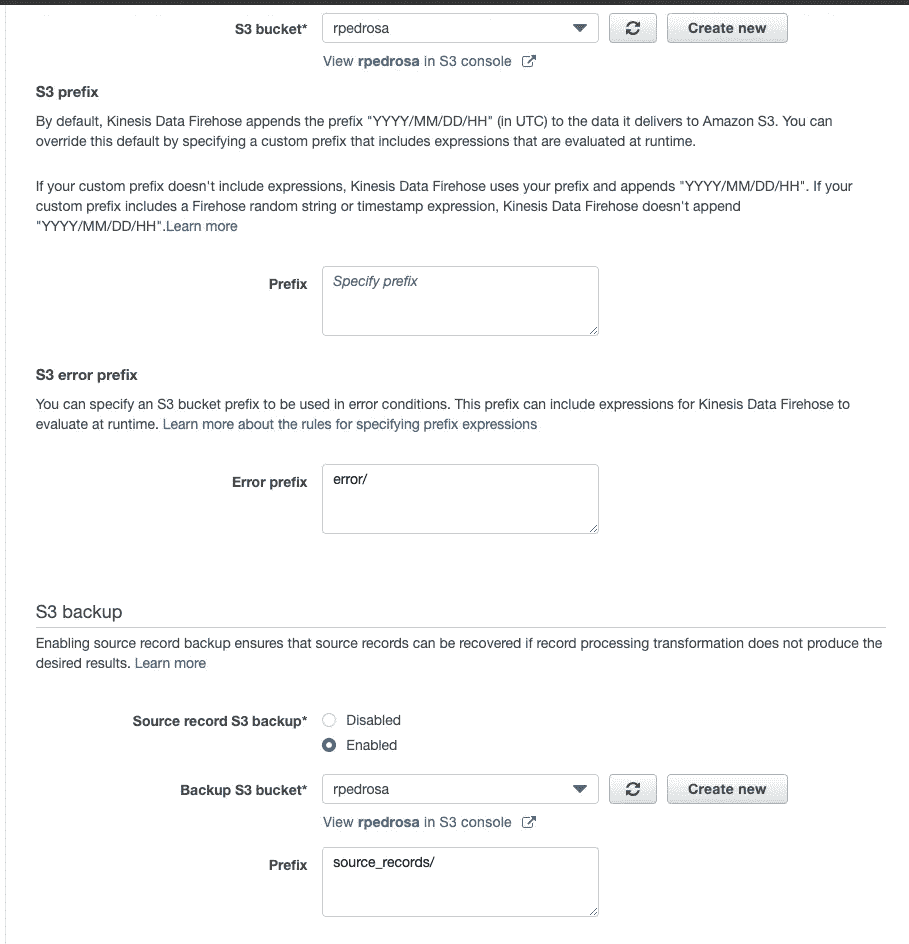 S3 bucket* rpedrosa Create new
View rpedrosa in S3 console
S3 prefix
By default, Kinesis Data Firehose appends the prefix "YYYY/MM/DD/HH" (in UTC) to the data it delivers to Amazon S3. You can
override this default by specifying a custom prefix that includes expressions that are evaluated at runtime.
If your custom prefix doesn't include expressions, Kinesis Data Firehose uses your prefix and appends "YYYY/MM/DD/HH". If your
custom prefix includes a Firehose random string or timestamp expression, Kinesis Data Firehose doesn't append
"YYYY/MM/DD/HH".Learn more
Prefix Specify prefix
S3 error prefix
You can specify an S3 bucket prefix to be used in error conditions. This prefix can include expressions for Kinesis Data Firehose to
evaluate at runtime. Learn more about the rules for specifying prefix expressions
Error prefix error/
S3 backup
Enabling source record backup ensures that source records can be recovered if record processing transformation does not produce the
desired results. Learn more
Source record S3 backup* Disabled
Enabled
Backup S3 bucket* rpedrosa Create new
View rpedrosa in S3 console
Prefix source_records/